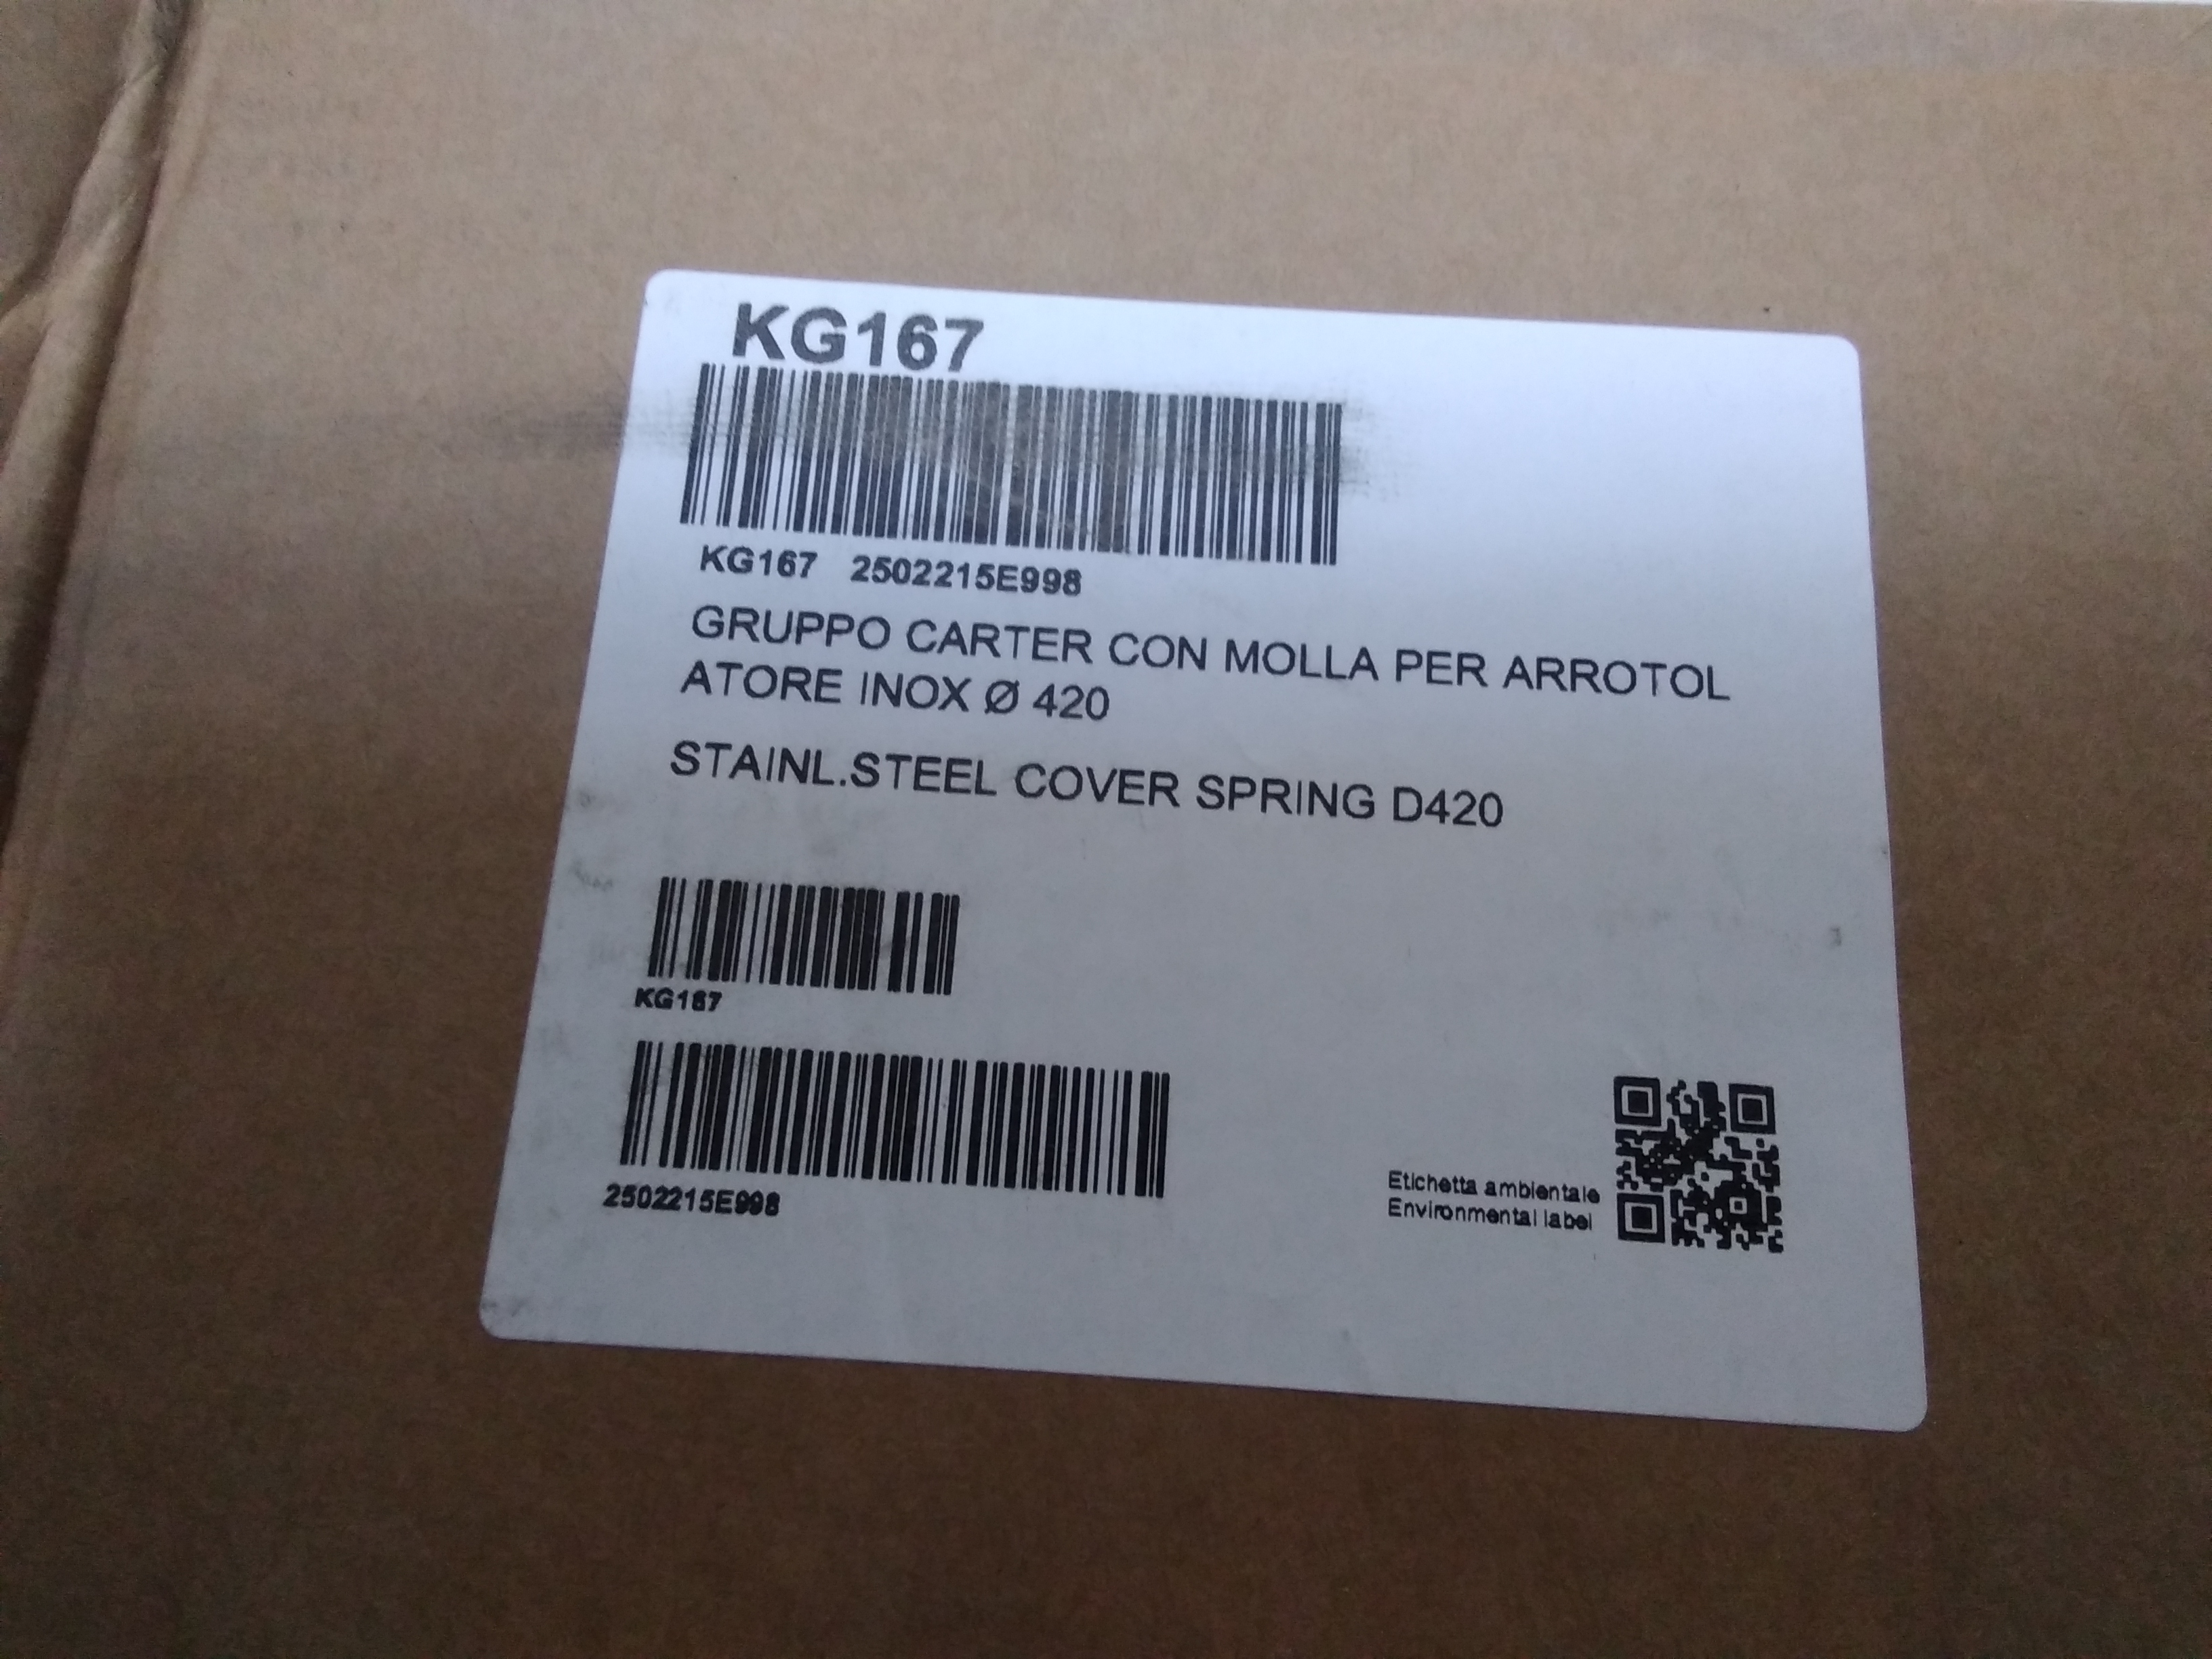 KG167
KG167 2502215E998
GRUPPO CARTER CON MOLLA PER ARROTOL
ATORE INOX Ø 420
STAINL.STEEL COVER SPRING D420
KG167
2502215E998
Etichetta ambientale
Environmental label